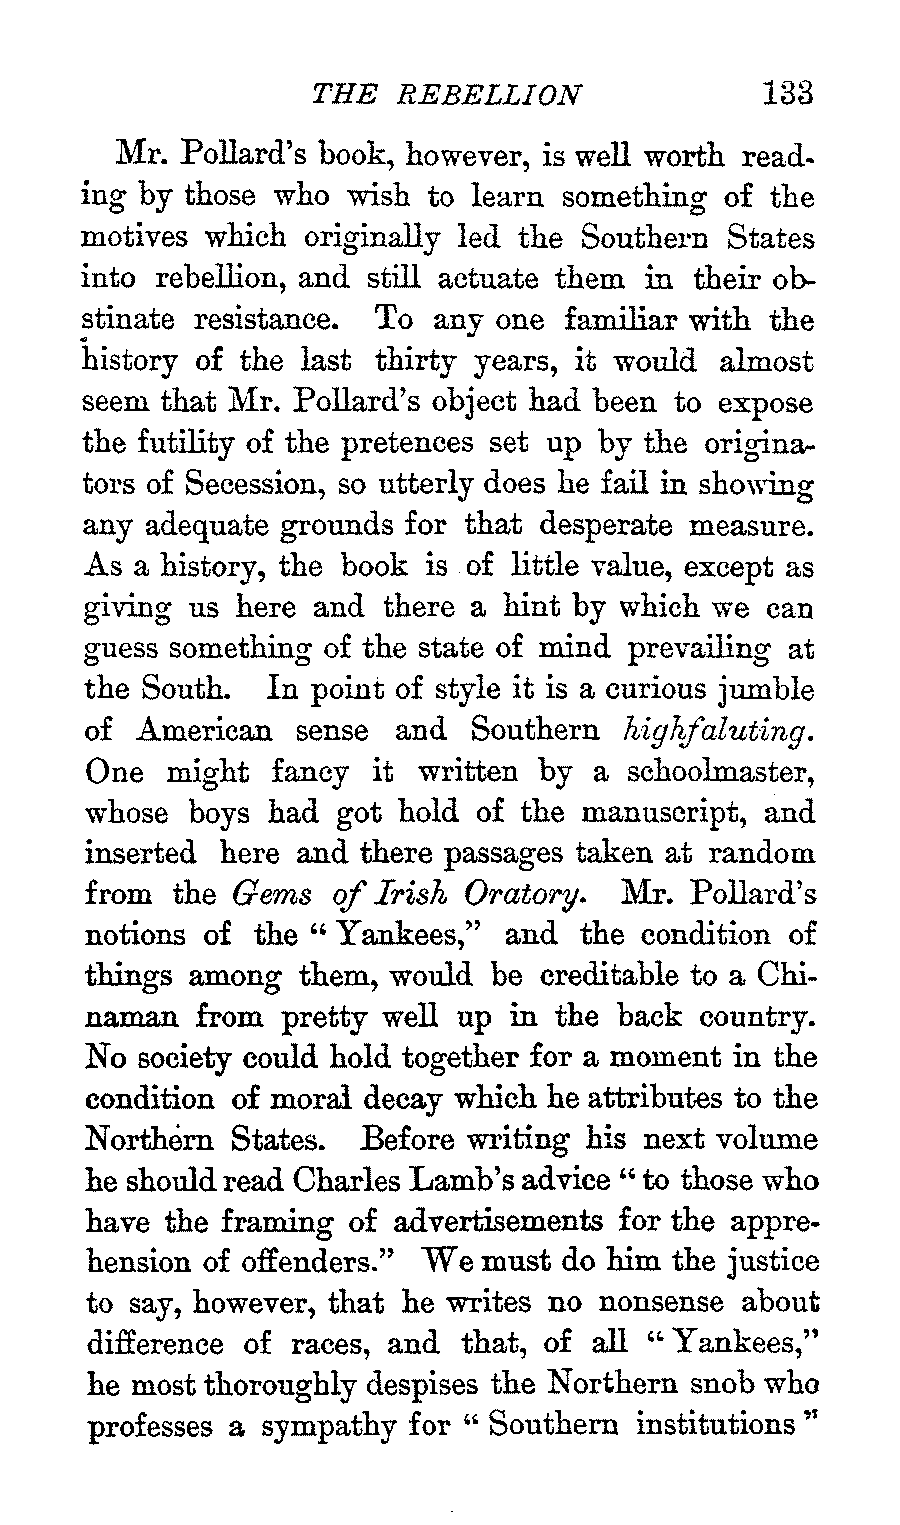 THE REBELLION 133
Mr. Pollard's book, however, is well worth read-
ing by those who wish to learn something of the
motives which originally led the Southern States
into rebellion, and still actuate them in their ob-
stinate resistance. To any one familiar with the
history of the last thirty years, it would almost
seem that Mr. Pollard's object had been to expose
the futility of the pretences set up by the origina-
tors of Secession, so utterly does he fail in showing
any adequate grounds for that desperate measure.
As a history, the book is of little value, except as
giving us here and there a hint by which we can
guess something of the state of mind prevailing at
the South. In point of style it is a curious jumble
of American sense and Southern highfaluting.
One might fancy it written by a schoolmaster,
whose boys had got hold of the manuscript, and
inserted here and there passages taken at random
from the Gems of Irish Oratory. Mr. Pollard's
notions of the "Yankees," and the condition of
things among them, would be creditable to a Chi-
naman from pretty well up in the back country.
No society could hold together for a moment in the
condition of moral decay which he attributes to the
Northern States. Before writing his next volume
he should read Charles Lamb's advice "to those who
have the framing of advertisements for the appre-
hension of offenders." We must do him the justice
to say, however, that he writes no nonsense about
difference of races, and that, of all "Yankees,"
he most thoroughly despises the Northern snob who
professes a sympathy for "Southern institutions"